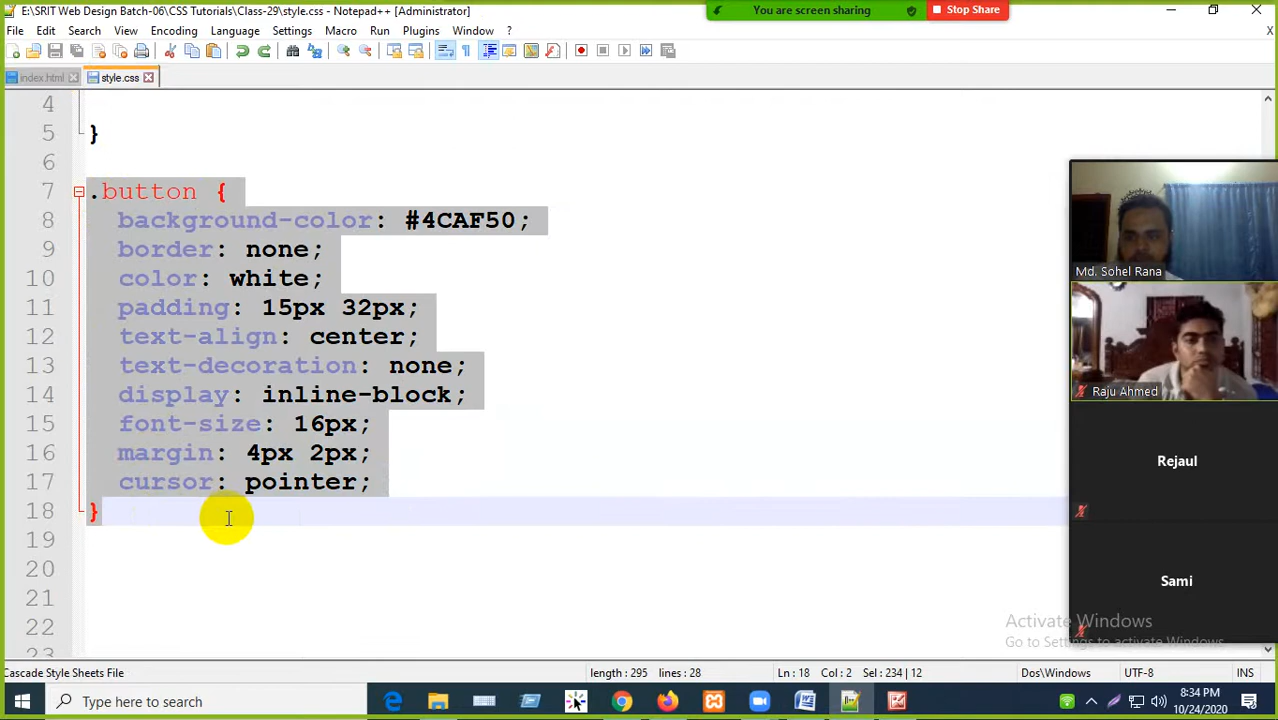 E:\SRIT Web Design Batch-06\CSS Tutorials\Class-29\style.css - Notepad++ [Administrator]
You are screen sharing
Stop Share
File Edit Search View Encoding Language Settings Macro Run Plugins Window ?
X
index.html style.css
4
5 }
6
7 .button {
8 background-color: #4CAF50;
9 border: none;
10 color: white;
11 padding: 15px 32px;
12 text-align: center;
13 text-decoration: none;
14 display: inline-block;
15 font-size: 16px;
16 margin: 4px 2px;
17 cursor: pointer;
18 }
19
20
21
22
23
Md. Sohel Rana
Raju Ahmed
Rejaul
Sami
Activate Windows
Go to Settings to activate Windows.
Cascade Style Sheets File length : 295 lines : 28 Ln : 18 Col : 2 Sel : 234 | 12 Dos\Windows UTF-8 INS
Type here to search
8:34 PM
10/24/2020